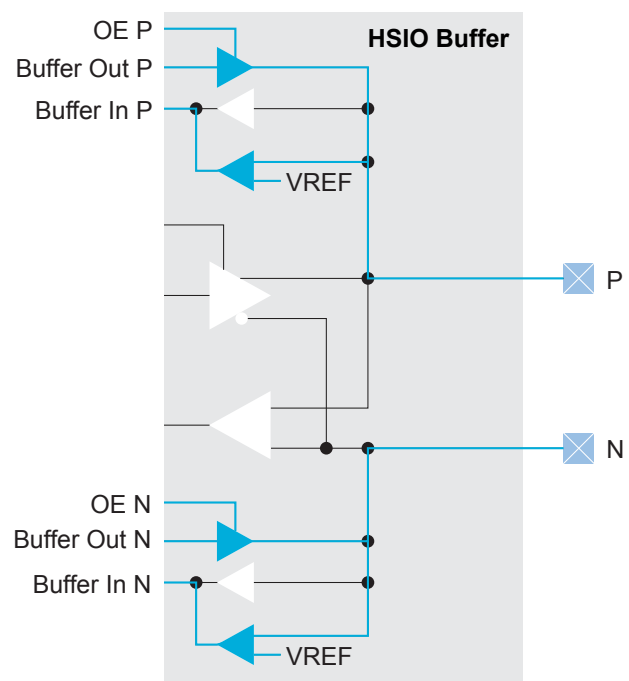 OE P
HSIO Buffer
Buffer Out P
Buffer In P
VREF
P
N
OE N
Buffer Out N
Buffer In N
VREF